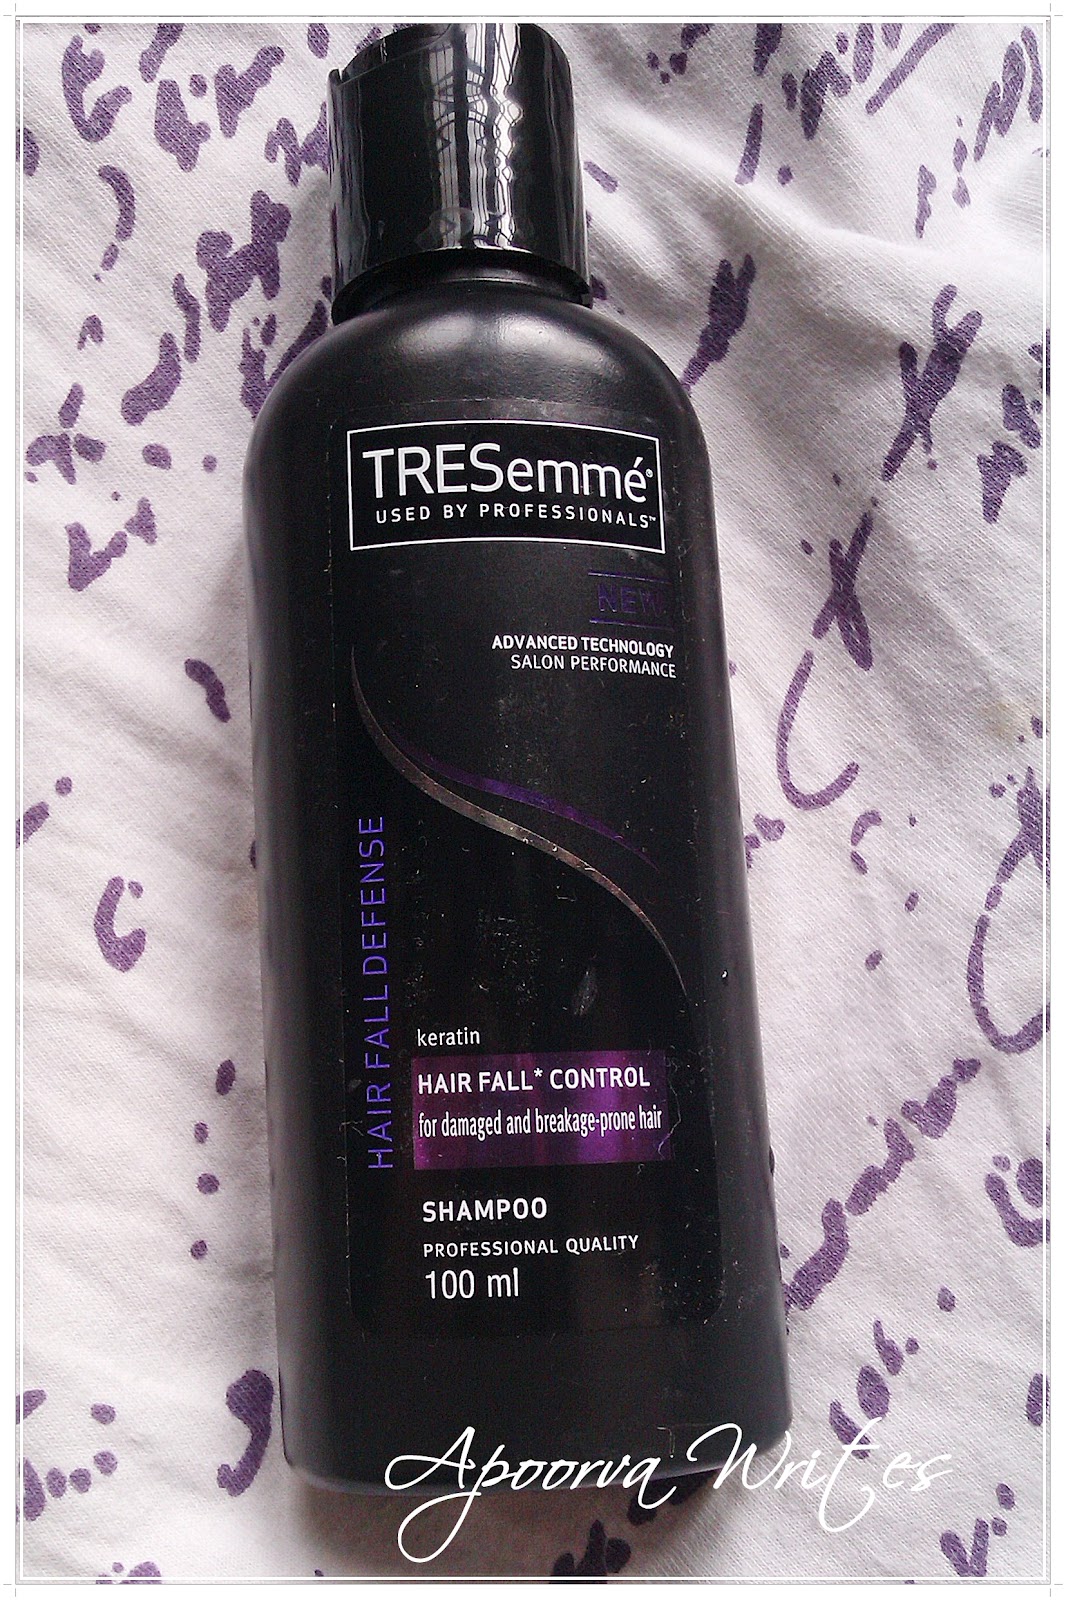 TRESemmé®
USED BY PROFESSIONALS™
NEW
ADVANCED TECHNOLOGY
SALON PERFORMANCE
HAIR FALL DEFENSE
keratin
HAIR FALL* CONTROL
for damaged and breakage-prone hair
SHAMPOO
PROFESSIONAL QUALITY
100 ml
Apoorva Writes